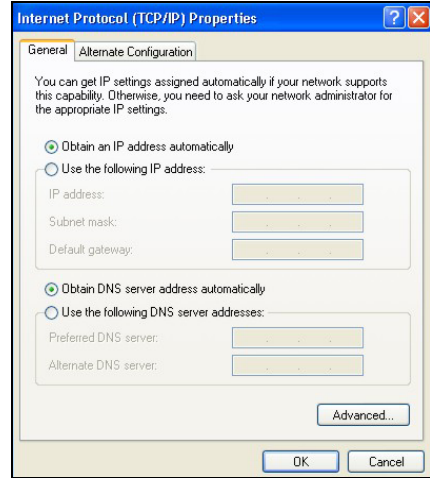 Internet Protocol (TCP/IP) Properties
General
Alternate Configuration
You can get IP settings assigned automatically if your network supports
this capability. Otherwise, you need to ask your network administrator for
the appropriate IP settings.
Obtain an IP address automatically
Use the following IP address:
IP address:
Subnet mask:
Default gateway:
Obtain DNS server address automatically
Use the following DNS server addresses:
Preferred DNS server:
Alternate DNS server:
Advanced...
OK
Cancel